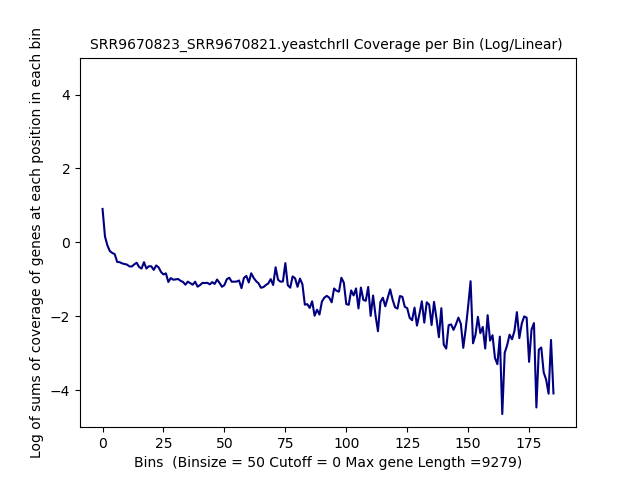 SRR9670823_SRR9670821.yeastchrII Coverage per Bin (Log/Linear)
Log of sums of coverage of genes at each position in each bin
4
2
0
−2
−4
0 25 50 75 100 125 150 175
Bins  (Binsize = 50 Cutoff = 0 Max gene Length =9279)